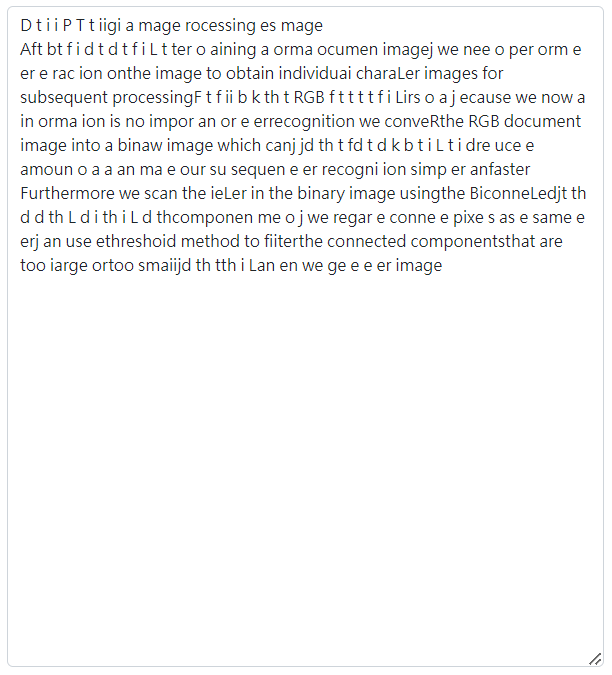 D t i i P T t iigi a mage rocessing es mage
Aft bt f i d t d t f i L t ter o aining a orma ocumen imagej we nee o per orm e
er e rac ion onthe image to obtain individuai charaLer images for
subsequent processingF t f ii b k th t RGB f t t t t f i Lirs o a j ecause we now a
in orma ion is no impor an or e errecognition we conveRthe RGB document
image into a binaw image which canj jd th t fd t d k b t i L t i dre uce e
amoun o a a an ma e our su sequen e er recogni ion simp er anfaster
Furthermore we scan the ieLer in the binary image usingthe BiconneLedjt th
d d th L d i th i L d thcomponen me o j we regar e conne e pixe s as e same e
erj an use ethreshoid method to fiiterthe connected componentsthat are
too iarge ortoo smaiijd th tth i Lan en we ge e e er image